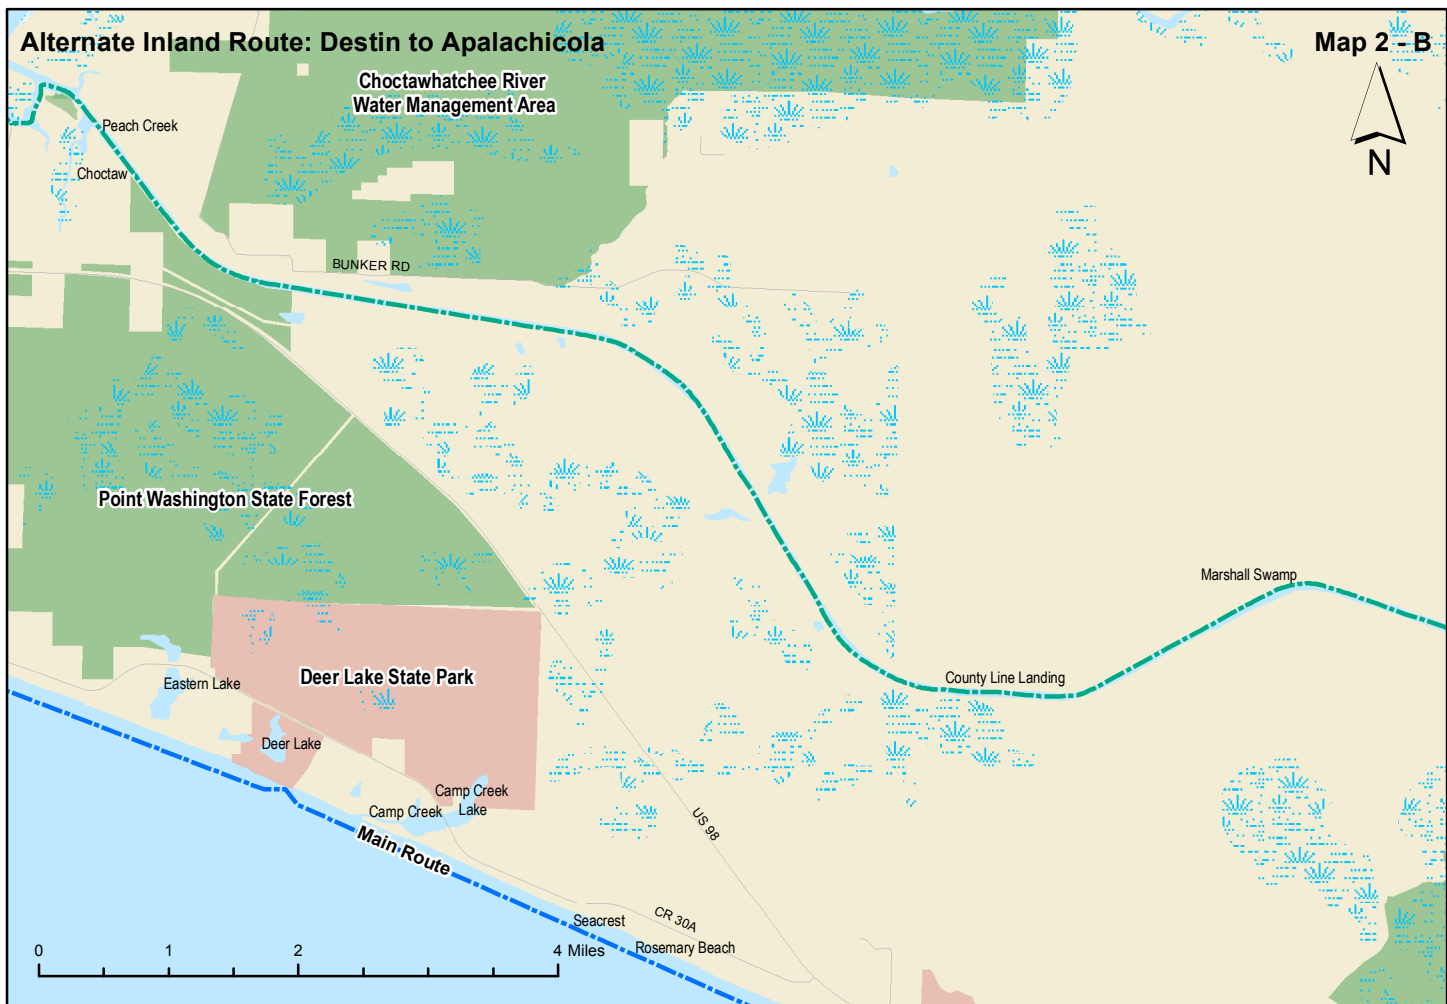 Alternate Inland Route: Destin to Apalachicola
Map 2 - B
N
Choctawhatchee River
Water Management Area
Peach Creek
Choctaw
BUNKER RD
Point Washington State Forest
Marshall Swamp
County Line Landing
Deer Lake State Park
Eastern Lake
Deer Lake
Camp Creek
Lake
Camp Creek
US 98
Main Route
CR 30A
Seacrest
Rosemary Beach
0 1 2 4 Miles